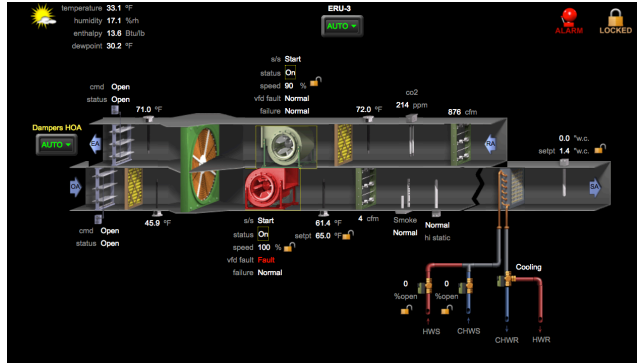 temperature 33.1 °F
humidity 17.1 %rh
enthalpy 13.6 Btu/lb
dewpoint 30.2 °F
ERU-3
AUTO
ALARM
LOCKED
s/s Start
status On
speed 90 %
vfd fault Normal
failure Normal
cmd Open
status Open
71.0 °F
72.0 °F
co2
214 ppm
876 cfm
Dampers HOA
AUTO
EA
RA
0.0 "w.c.
setpt 1.4 "w.c.
OA
SA
45.9 °F
cmd Open
status Open
s/s Start
status On
speed 100 %
vfd fault Fault
failure Normal
61.4 °F
setpt 65.0 °F
4 cfm
Smoke
Normal
Normal
hi static
Cooling
0
%open
0
%open
HWS
CHWS
CHWR
HWR